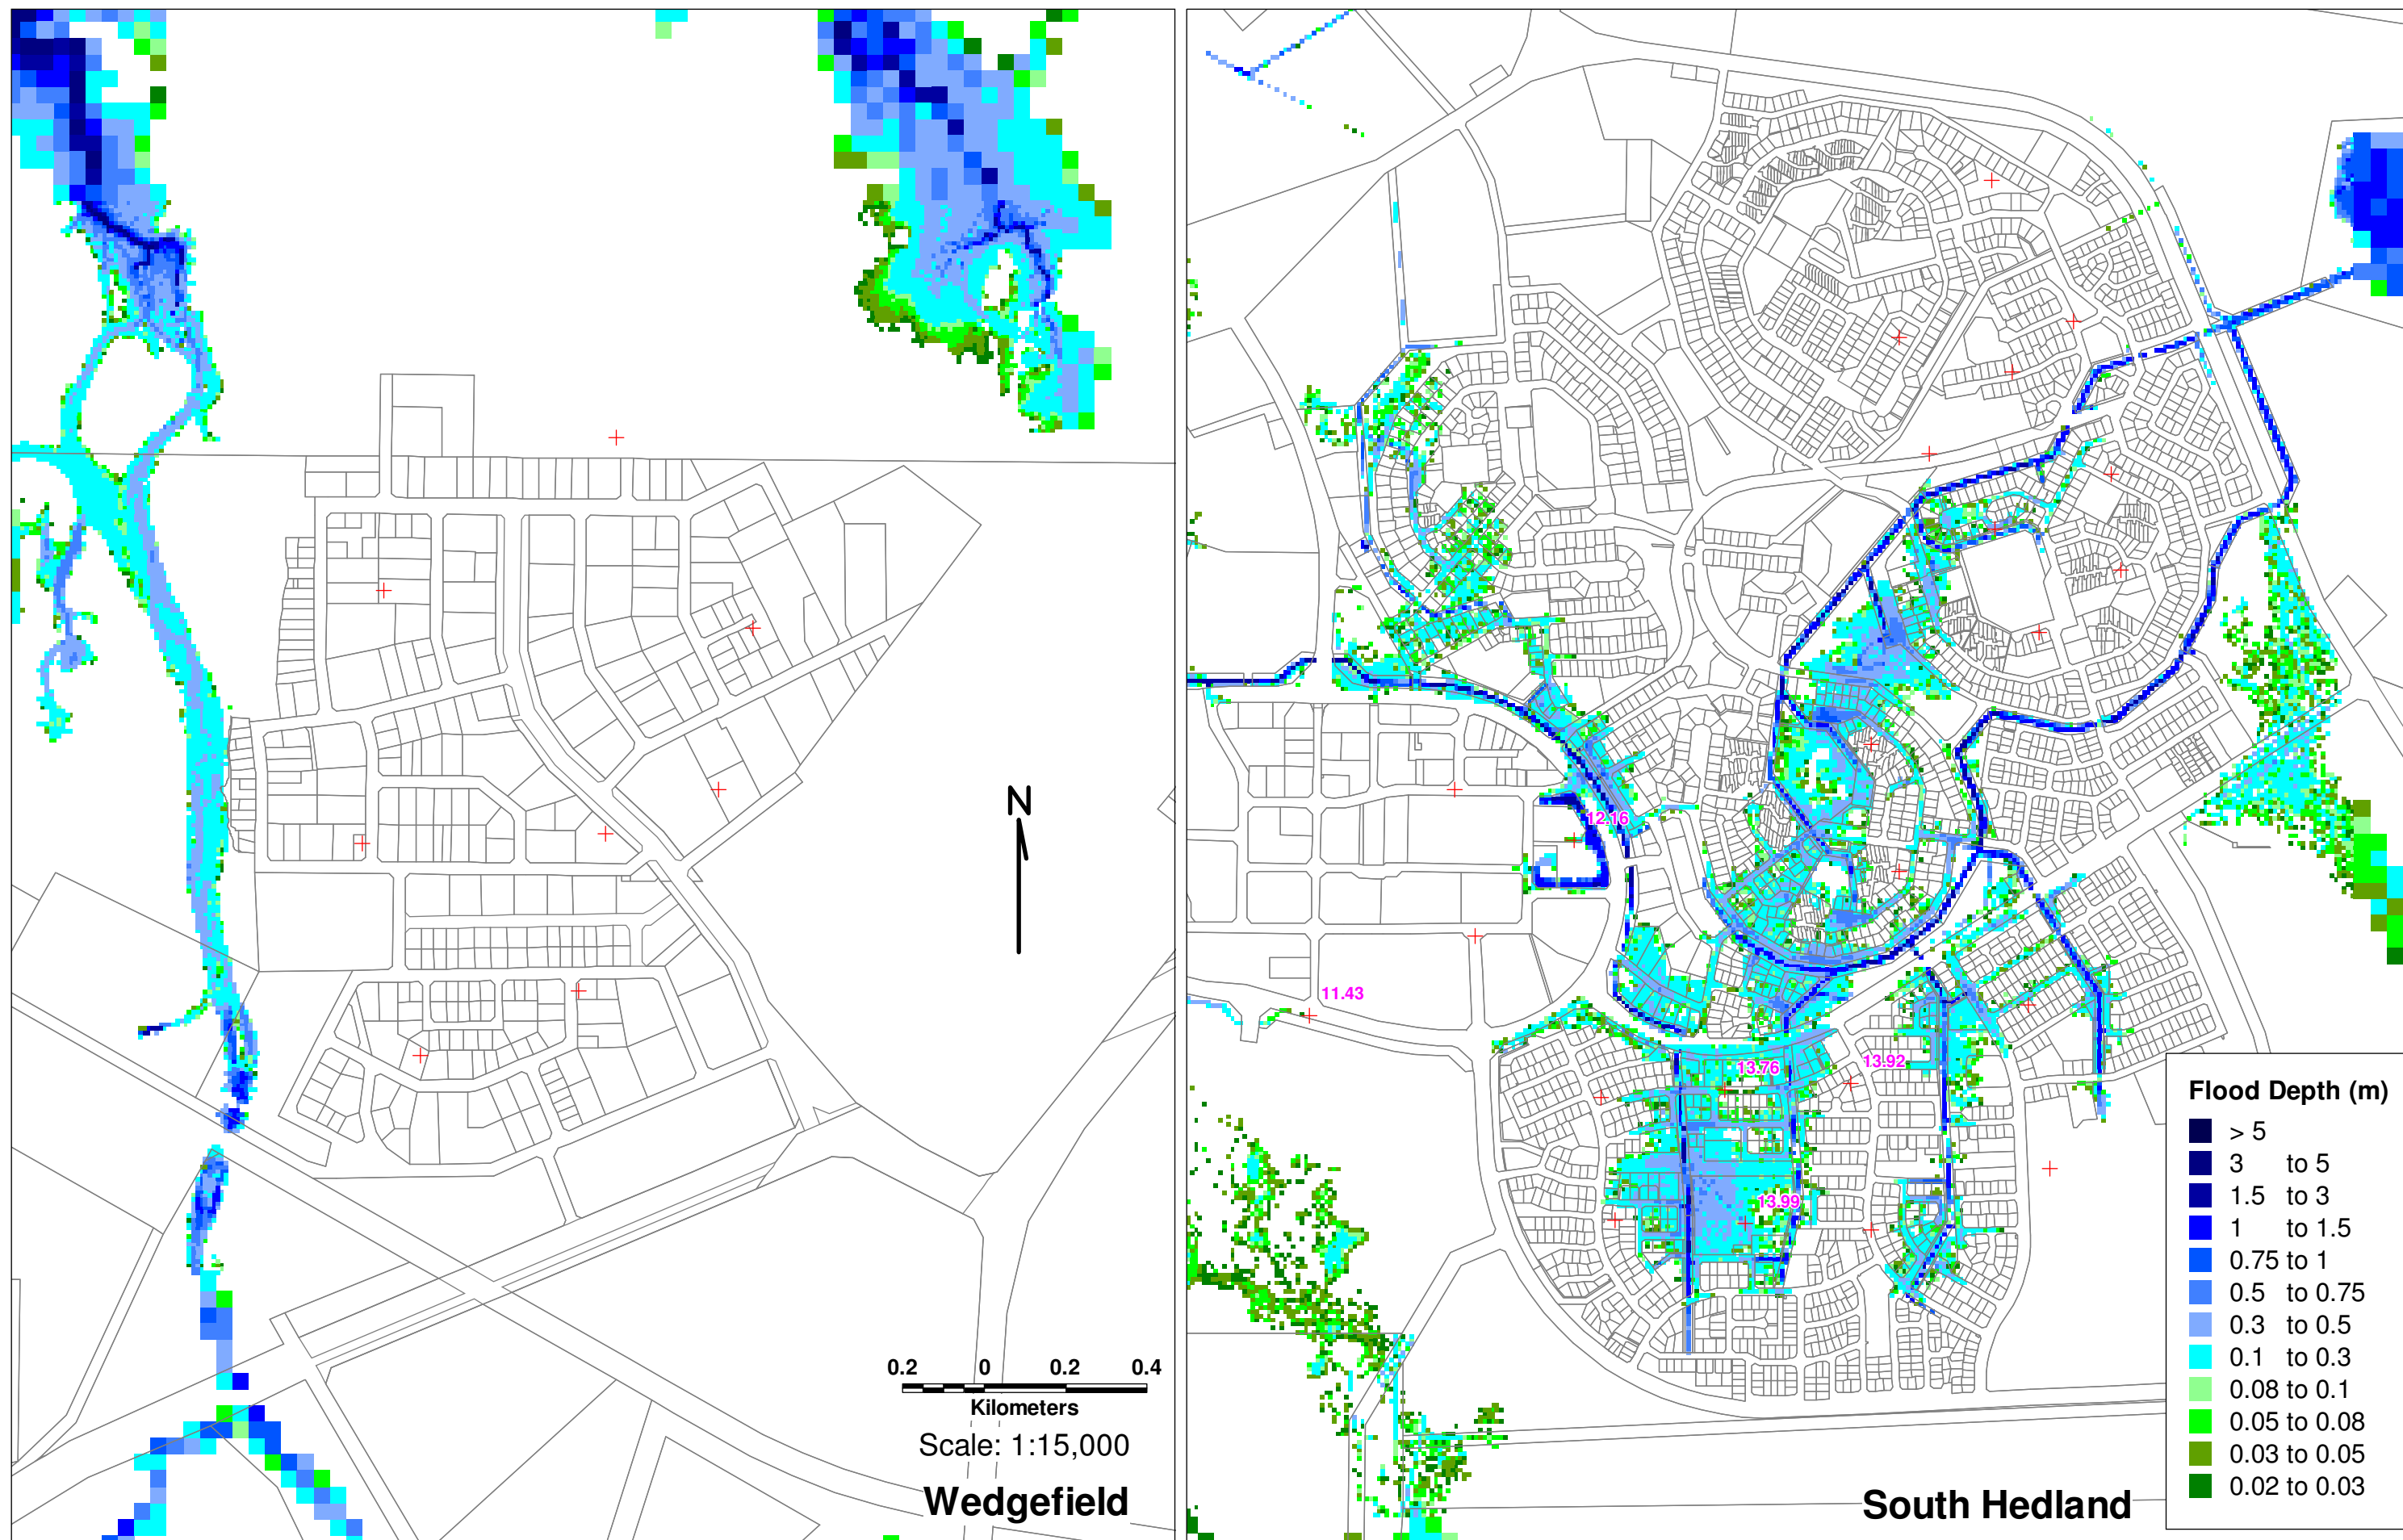 N
0.2 0 0.2 0.4
Kilometers
Scale: 1:15,000
Wedgefield
12.16
11.43
13.76
13.92
13.99
South Hedland
Flood Depth (m)
> 5
3 to 5
1.5 to 3
1 to 1.5
0.75 to 1
0.5 to 0.75
0.3 to 0.5
0.1 to 0.3
0.08 to 0.1
0.05 to 0.08
0.03 to 0.05
0.02 to 0.03